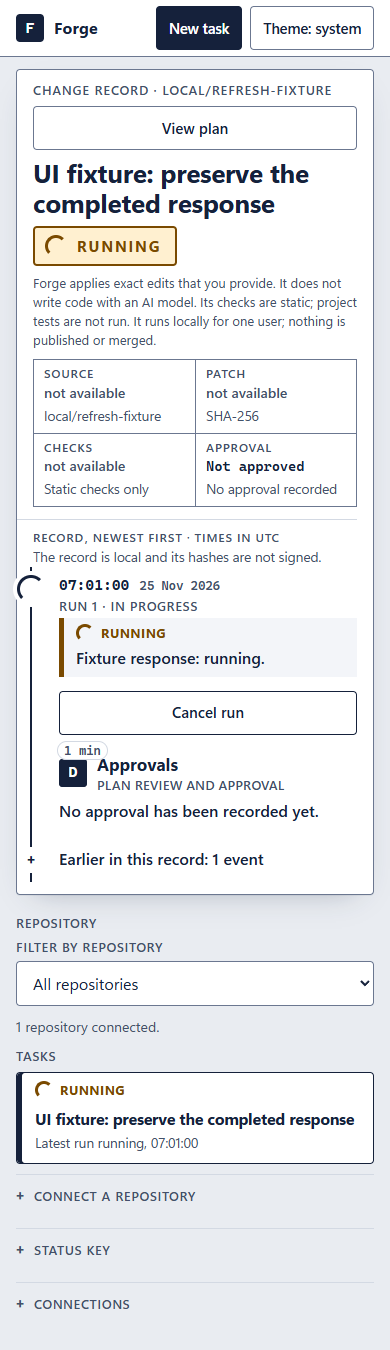 F Forge New task Theme: system
CHANGE RECORD · LOCAL/REFRESH-FIXTURE
View plan
UI fixture: preserve the
completed response
RUNNING
Forge applies exact edits that you provide. It does not
write code with an AI model. Its checks are static; project
tests are not run. It runs locally for one user; nothing is
published or merged.
SOURCE
not available
local/refresh-fixture
PATCH
not available
SHA-256
CHECKS
not available
Static checks only
APPROVAL
Not approved
No approval recorded
RECORD, NEWEST FIRST · TIMES IN UTC
The record is local and its hashes are not signed.
07:01:00 25 Nov 2026
RUN 1 · IN PROGRESS
RUNNING
Fixture response: running.
Cancel run
1 min
D Approvals
PLAN REVIEW AND APPROVAL
No approval has been recorded yet.
+ Earlier in this record: 1 event
REPOSITORY
FILTER BY REPOSITORY
All repositories
1 repository connected.
TASKS
RUNNING
UI fixture: preserve the completed response
Latest run running, 07:01:00
+ CONNECT A REPOSITORY
+ STATUS KEY
+ CONNECTIONS